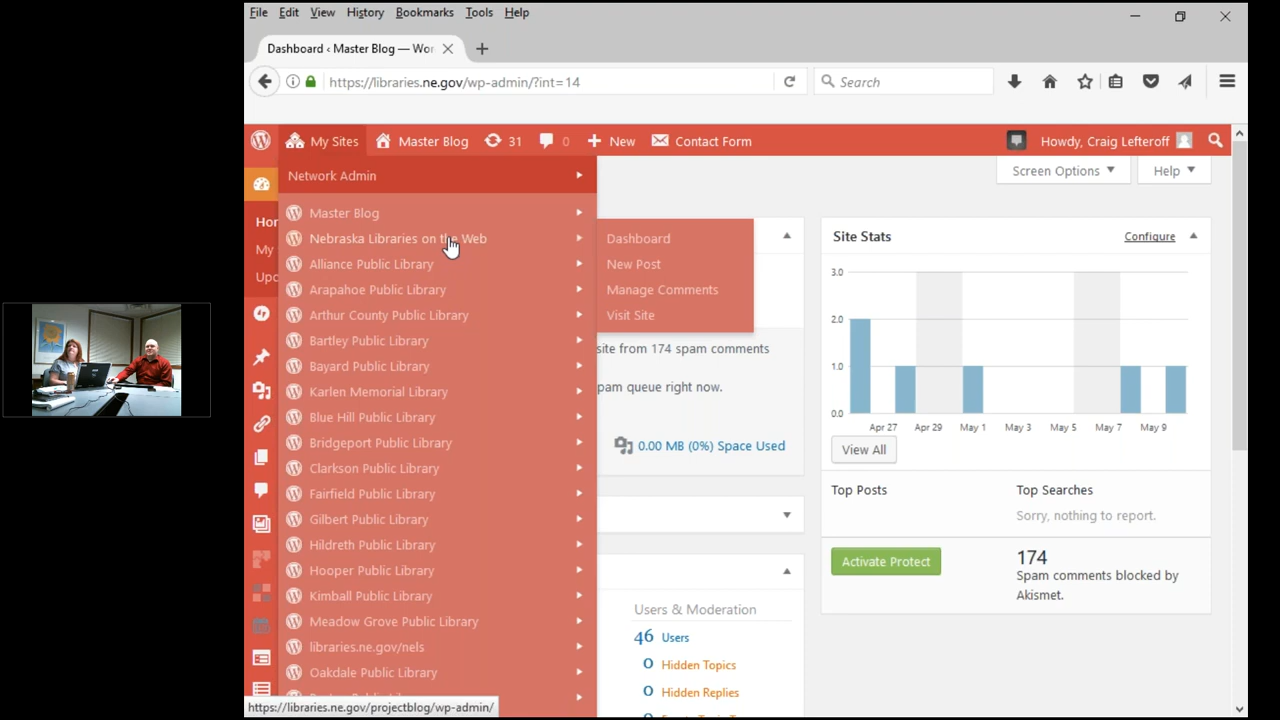 File Edit View History Bookmarks Tools Help
Dashboard ‹ Master Blog — Wor
https://libraries.ne.gov/wp-admin/?int=14
Search
My Sites Master Blog 31 0 New Contact Form Howdy, Craig Lefteroff
Screen Options Help
Network Admin
Hon
My
Upd
Master Blog
Nebraska Libraries on the Web
Alliance Public Library
Arapahoe Public Library
Arthur County Public Library
Bartley Public Library
Bayard Public Library
Karlen Memorial Library
Blue Hill Public Library
Bridgeport Public Library
Clarkson Public Library
Fairfield Public Library
Gilbert Public Library
Hildreth Public Library
Hooper Public Library
Kimball Public Library
Meadow Grove Public Library
libraries.ne.gov/nels
Oakdale Public Library
Dashboard
New Post
Manage Comments
Visit Site
site from 174 spam comments
pam queue right now.
0.00 MB (0%) Space Used
Users & Moderation
46 Users
0 Hidden Topics
0 Hidden Replies
Site Stats Configure
3.0
2.0
1.0
0.0
Apr 27 Apr 29 May 1 May 3 May 5 May 7 May 9
View All
Top Posts Top Searches
Sorry, nothing to report.
Activate Protect
174
Spam comments blocked by
Akismet.
https://libraries.ne.gov/projectblog/wp-admin/